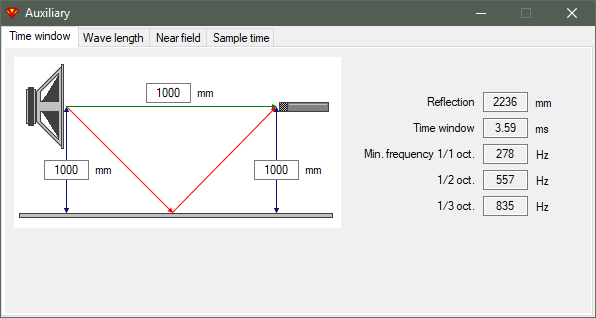 Auxiliary
Time window Wave length Near field Sample time
1000 mm
1000 mm
1000 mm
Reflection 2236 mm
Time window 3.59 ms
Min. frequency 1/1 oct. 278 Hz
1/2 oct. 557 Hz
1/3 oct. 835 Hz